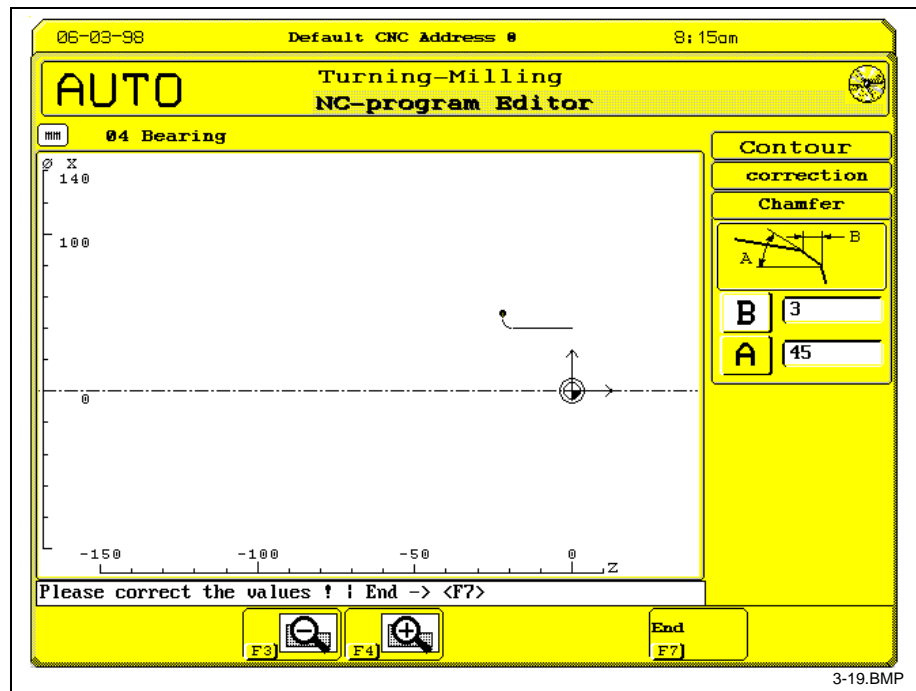 06-03-98 Default CNC Address 0 8:15am
AUTO Turning-Milling
NC-program Editor
mm 04 Bearing
Contour
correction
Chamfer
Ø X
140
100
0
A B
B 3
A 45
-150 -100 -50 0
Z
Please correct the values ! ¦ End -> <F7>
F3 F4 End
F7
3-19.BMP